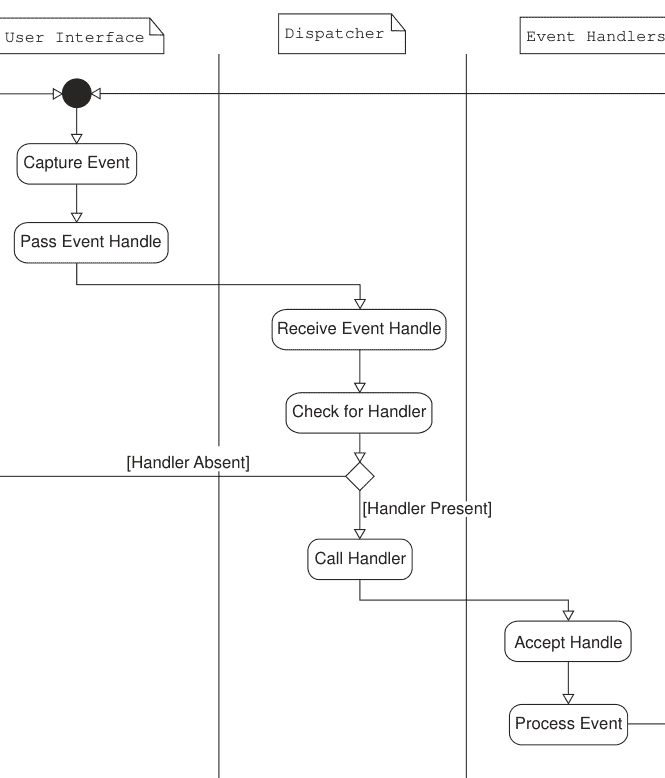 User Interface
Dispatcher
Event Handlers
Capture Event
Pass Event Handle
Receive Event Handle
Check for Handler
[Handler Absent]
[Handler Present]
Call Handler
Accept Handle
Process Event